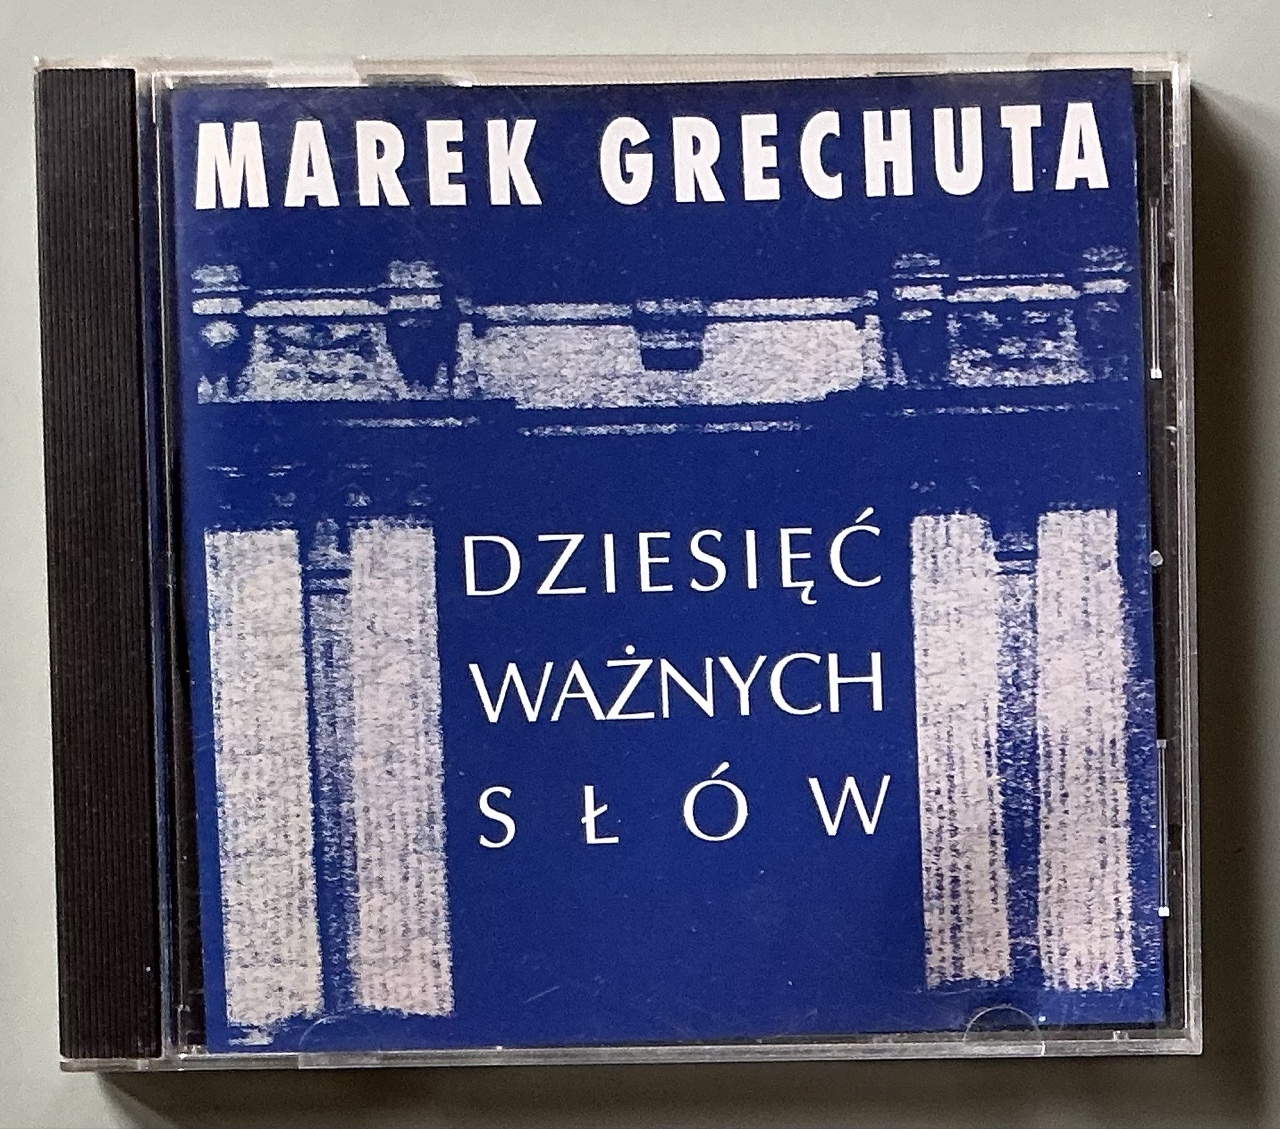 MAREK GRECHUTA
DZIESIĘĆ
WAŻNYCH
SŁÓW